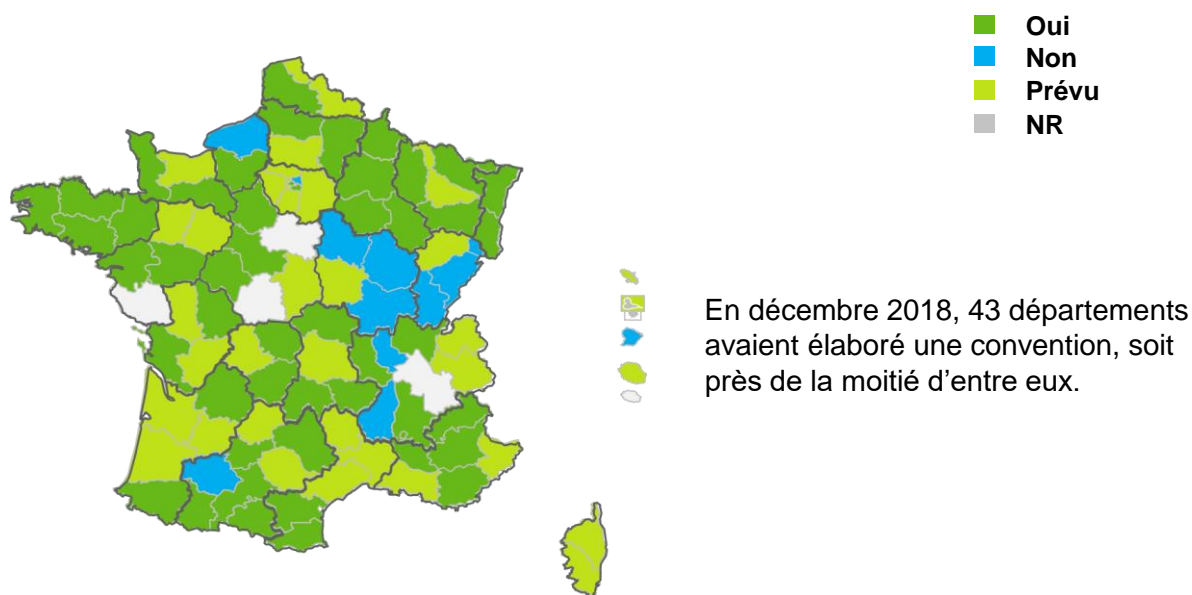 Oui
Non
Prévu
NR
En décembre 2018, 43 départements
avaient élaboré une convention, soit
près de la moitié d’entre eux.